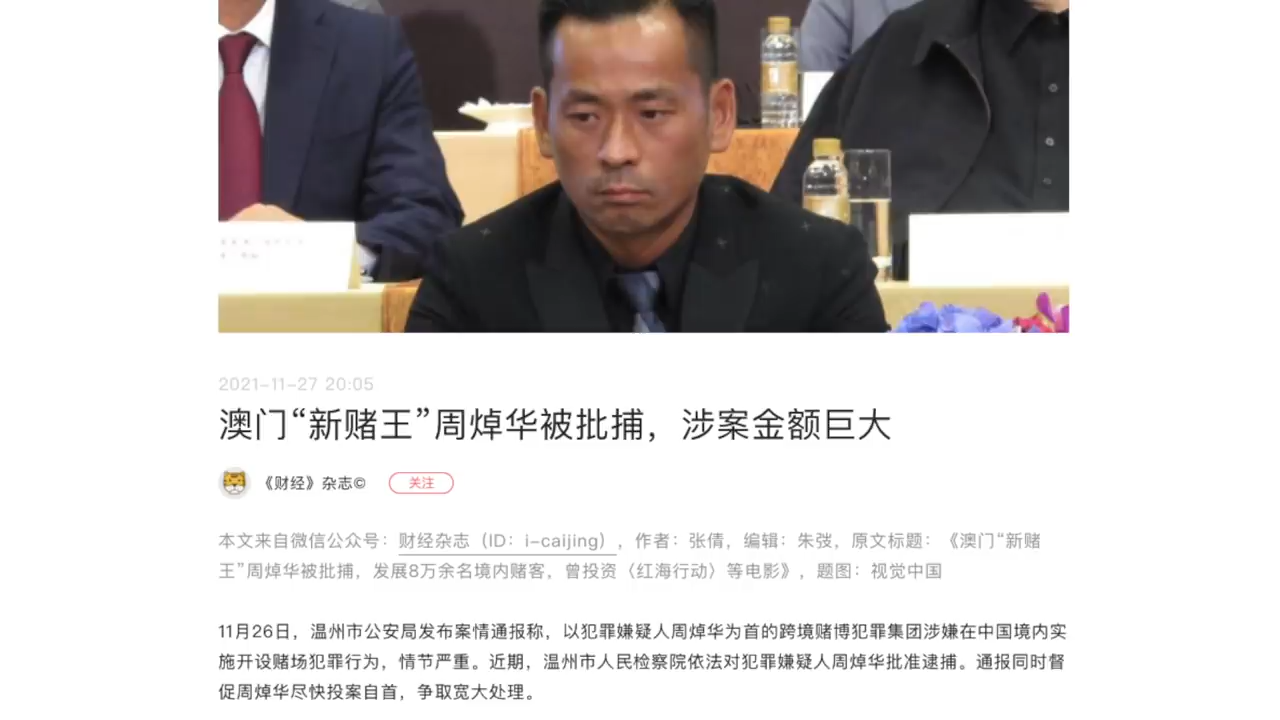 2021-11-27 20:05
澳门“新赌王”周焯华被批捕，涉案金额巨大
《财经》杂志© 关注
本文来自微信公众号：财经杂志（ID：i-caijing），作者：张倩，编辑：朱弢，原文标题：《澳门“新赌
王”周焯华被批捕，发展8万余名境内赌客，曾投资〈红海行动〉等电影》，题图：视觉中国
11月26日，温州市公安局发布案情通报称，以犯罪嫌疑人周焯华为首的跨境赌博犯罪集团涉嫌在中国境内实
施开设赌场犯罪行为，情节严重。近期，温州市人民检察院依法对犯罪嫌疑人周焯华批准逮捕。通报同时督
促周焯华尽快投案自首，争取宽大处理。